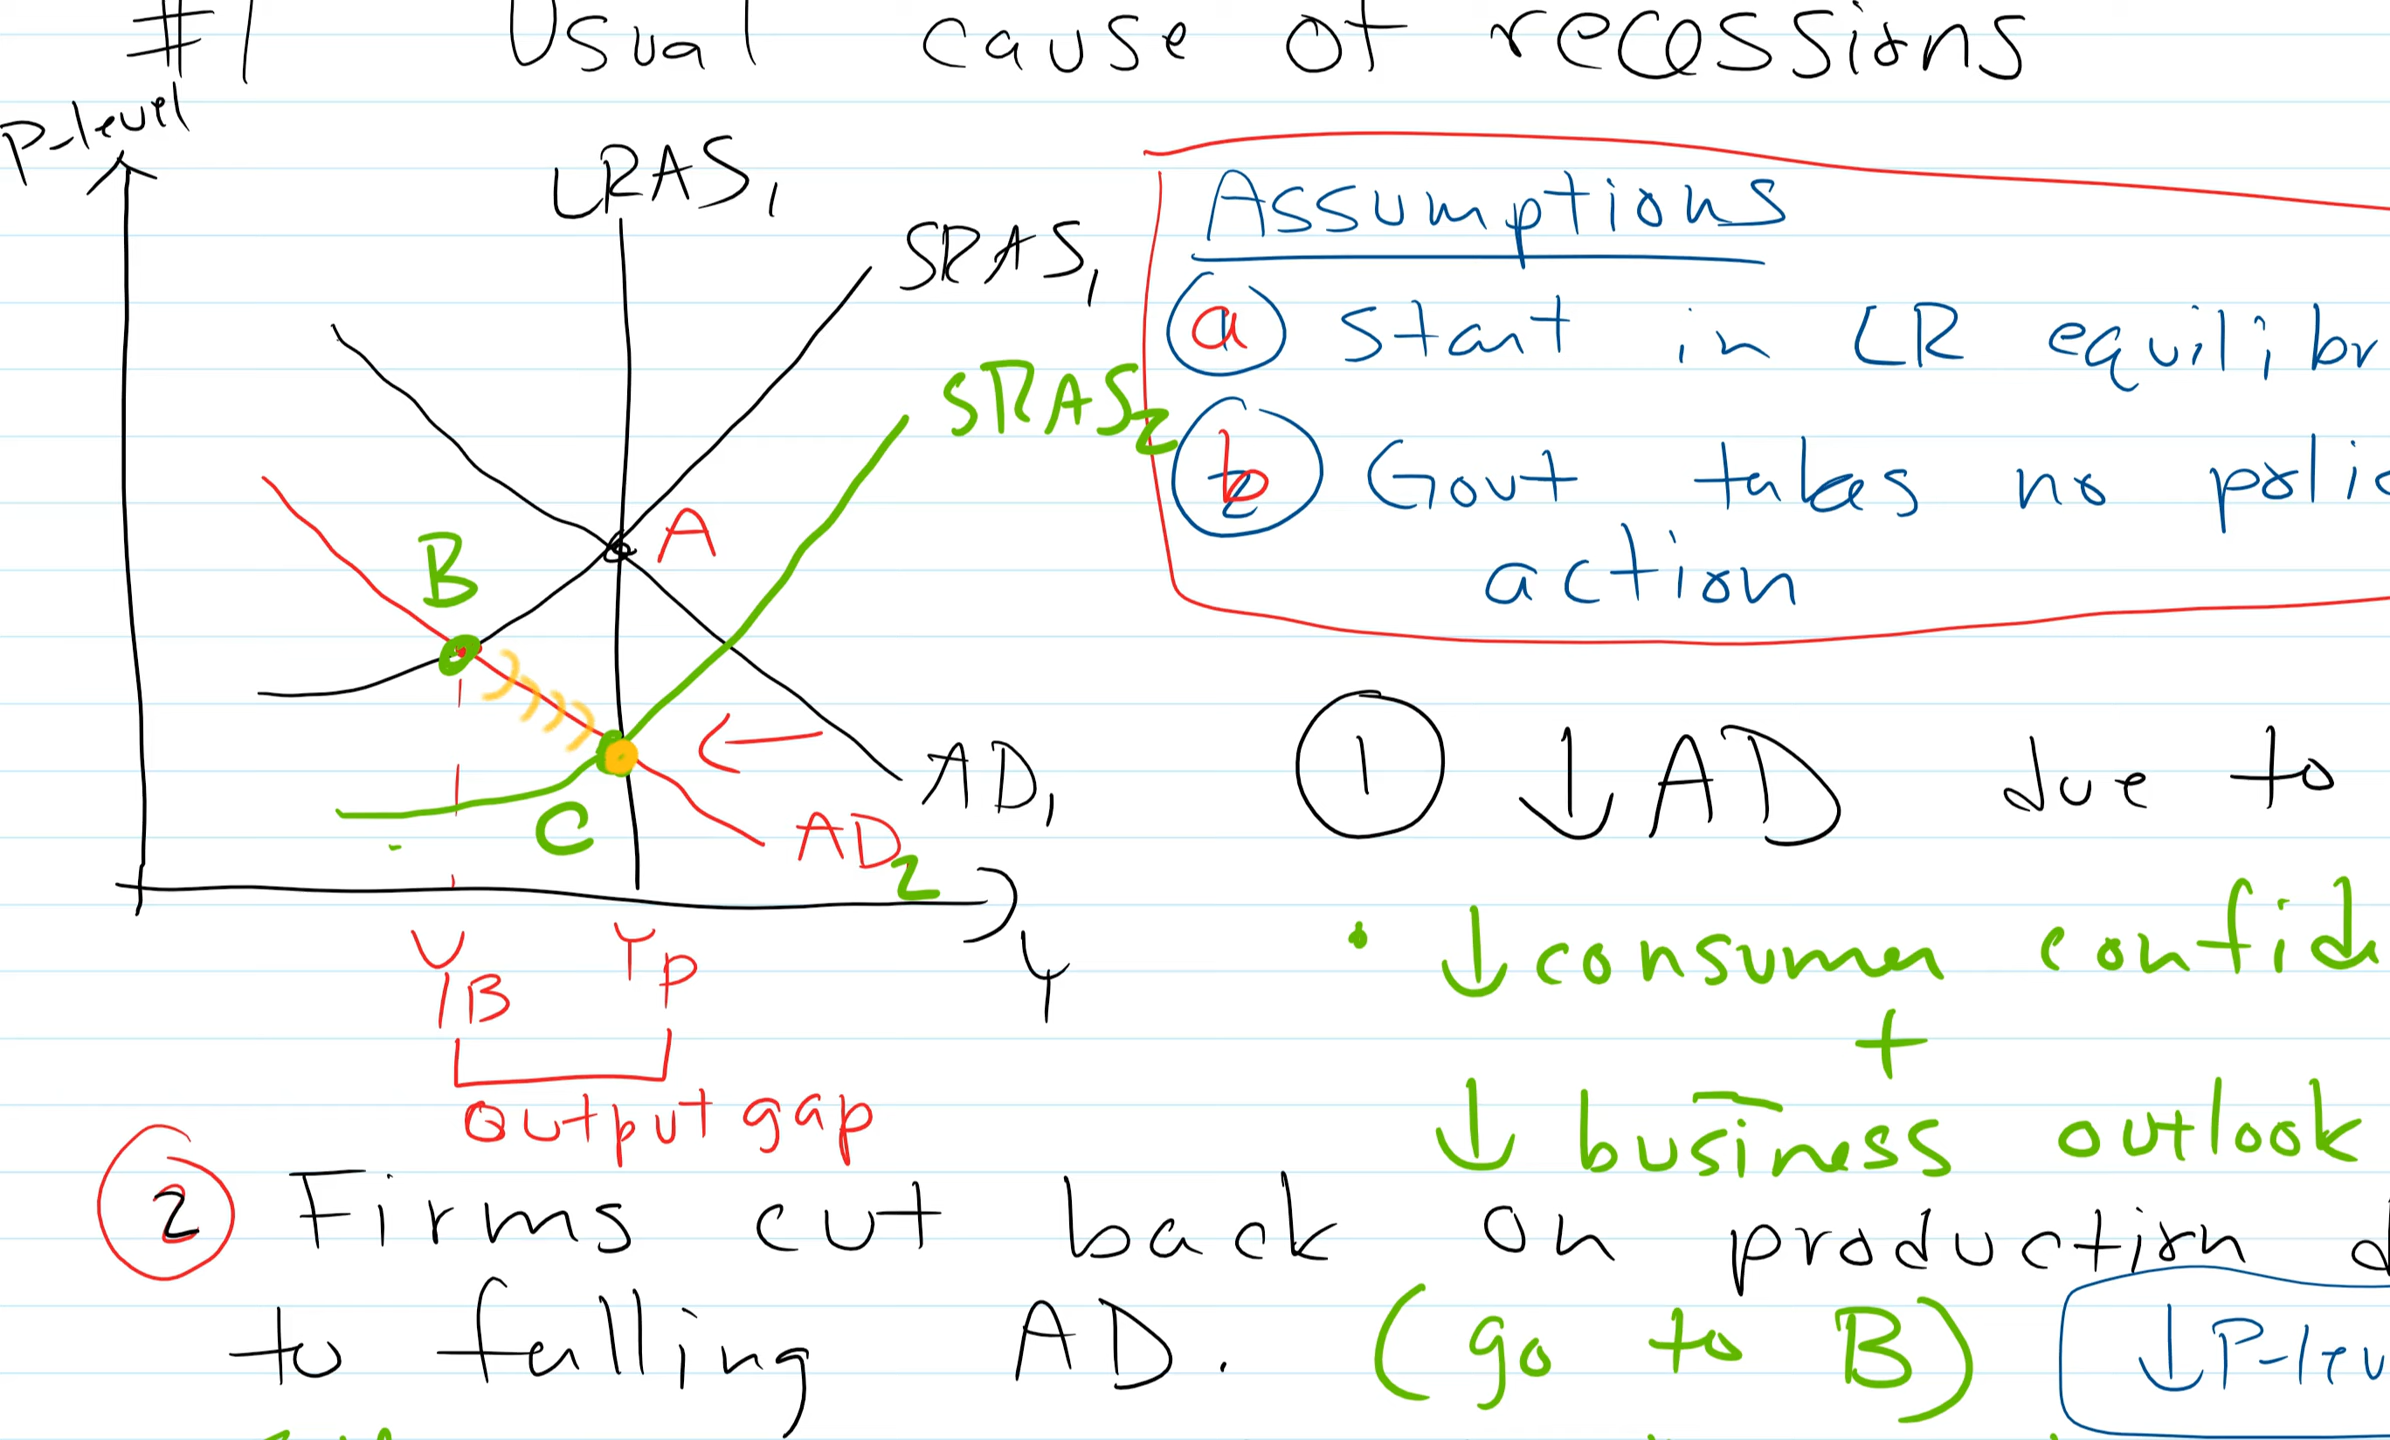 #1 Usual cause of recessions
P-level
LRAS1
SRAS1
SRAS2
A
B
C
AD1
AD2
YB
Yp
Y
Output gap
Assumptions
a Start in LR equilibr
b Govt takes no polic
action
1 ↓AD due to
• ↓consumer confid
+
↓ business outlook
2 Firms cut back on production d
to falling AD. (go to B) ↓P-lev